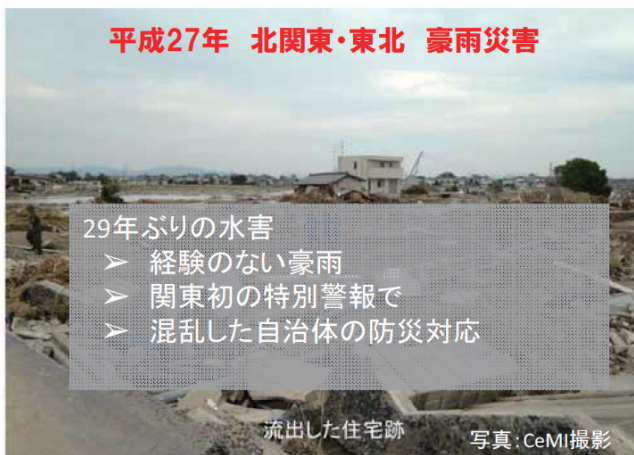 平成27年 北関東・東北 豪雨災害
29年ぶりの水害
➢ 経験のない豪雨
➢ 関東初の特別警報で
➢ 混乱した自治体の防災対応
流出した住宅跡
写真：CeMI撮影